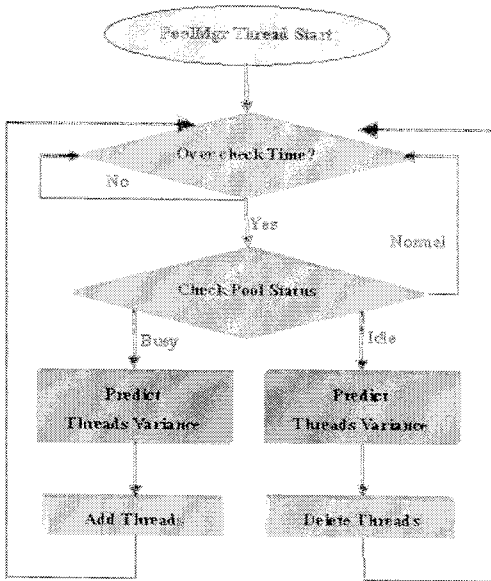 PoolMgr Thread Start
Over check Time?
No
Yes
Normel
Check Pool Status
Busy
Idle
Predict
Threads Variance
Predict
Threads Variance
Add Threads
Delete Threads